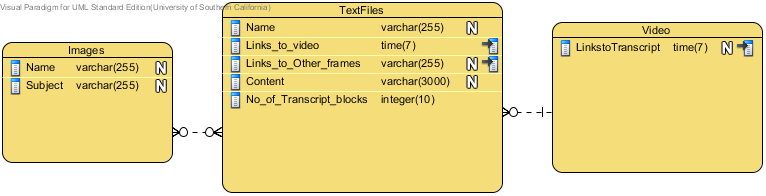 Visual Paradigm for UML Standard Edition(University of Southern California)
Images
Name varchar(255) N
Subject varchar(255) N
TextFiles
Name varchar(255) N
Links_to_video time(7)
Links_to_Other_frames varchar(255) N
Content varchar(3000) N
No_of_Transcript_blocks integer(10)
Video
LinkstoTranscript time(7) N